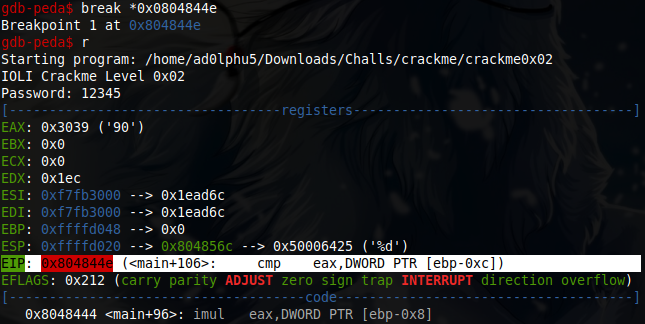 gdb-peda$ break *0x0804844e
Breakpoint 1 at 0x804844e
gdb-peda$ r
Starting program: /home/ad0lphu5/Downloads/Challs/crackme/crackme0x02
IOLI Crackme Level 0x02
Password: 12345
[----------------------------------registers-----------------------------------]
EAX: 0x3039 ('90')
EBX: 0x0
ECX: 0x0
EDX: 0x1ec
ESI: 0xf7fb3000 --> 0x1ead6c
EDI: 0xf7fb3000 --> 0x1ead6c
EBP: 0xffffd048 --> 0x0
ESP: 0xffffd020 --> 0x804856c --> 0x50006425 ('%d')
EIP: 0x804844e (<main+106>: cmp eax,DWORD PTR [ebp-0xc])
EFLAGS: 0x212 (carry parity ADJUST zero sign trap INTERRUPT direction overflow)
[-------------------------------------code-------------------------------------]
0x8048444 <main+96>: imul eax,DWORD PTR [ebp-0x8]